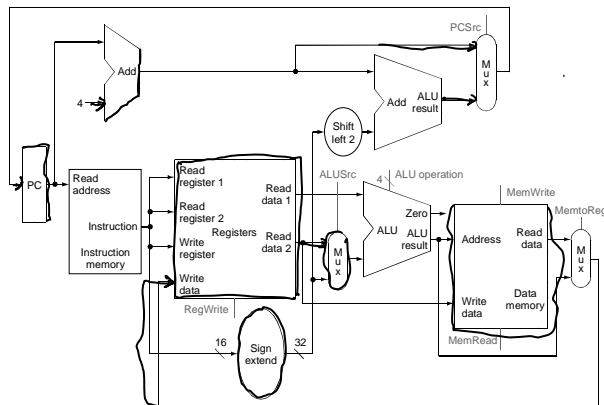 PCSrc
Add
M
u
x
4
Add
ALU
result
Shift
left 2
PC
Read
address
Instruction
Instruction
memory
Read
register 1
Read
register 2
Write
register
Write
data
Registers
Read
data 1
Read
data 2
RegWrite
ALUSrc
M
u
x
4
ALU operation
Zero
ALU
ALU
result
MemWrite
Address
Read
data
Write
data
Data
memory
MemRead
MemtoReg
M
u
x
16
Sign
extend
32